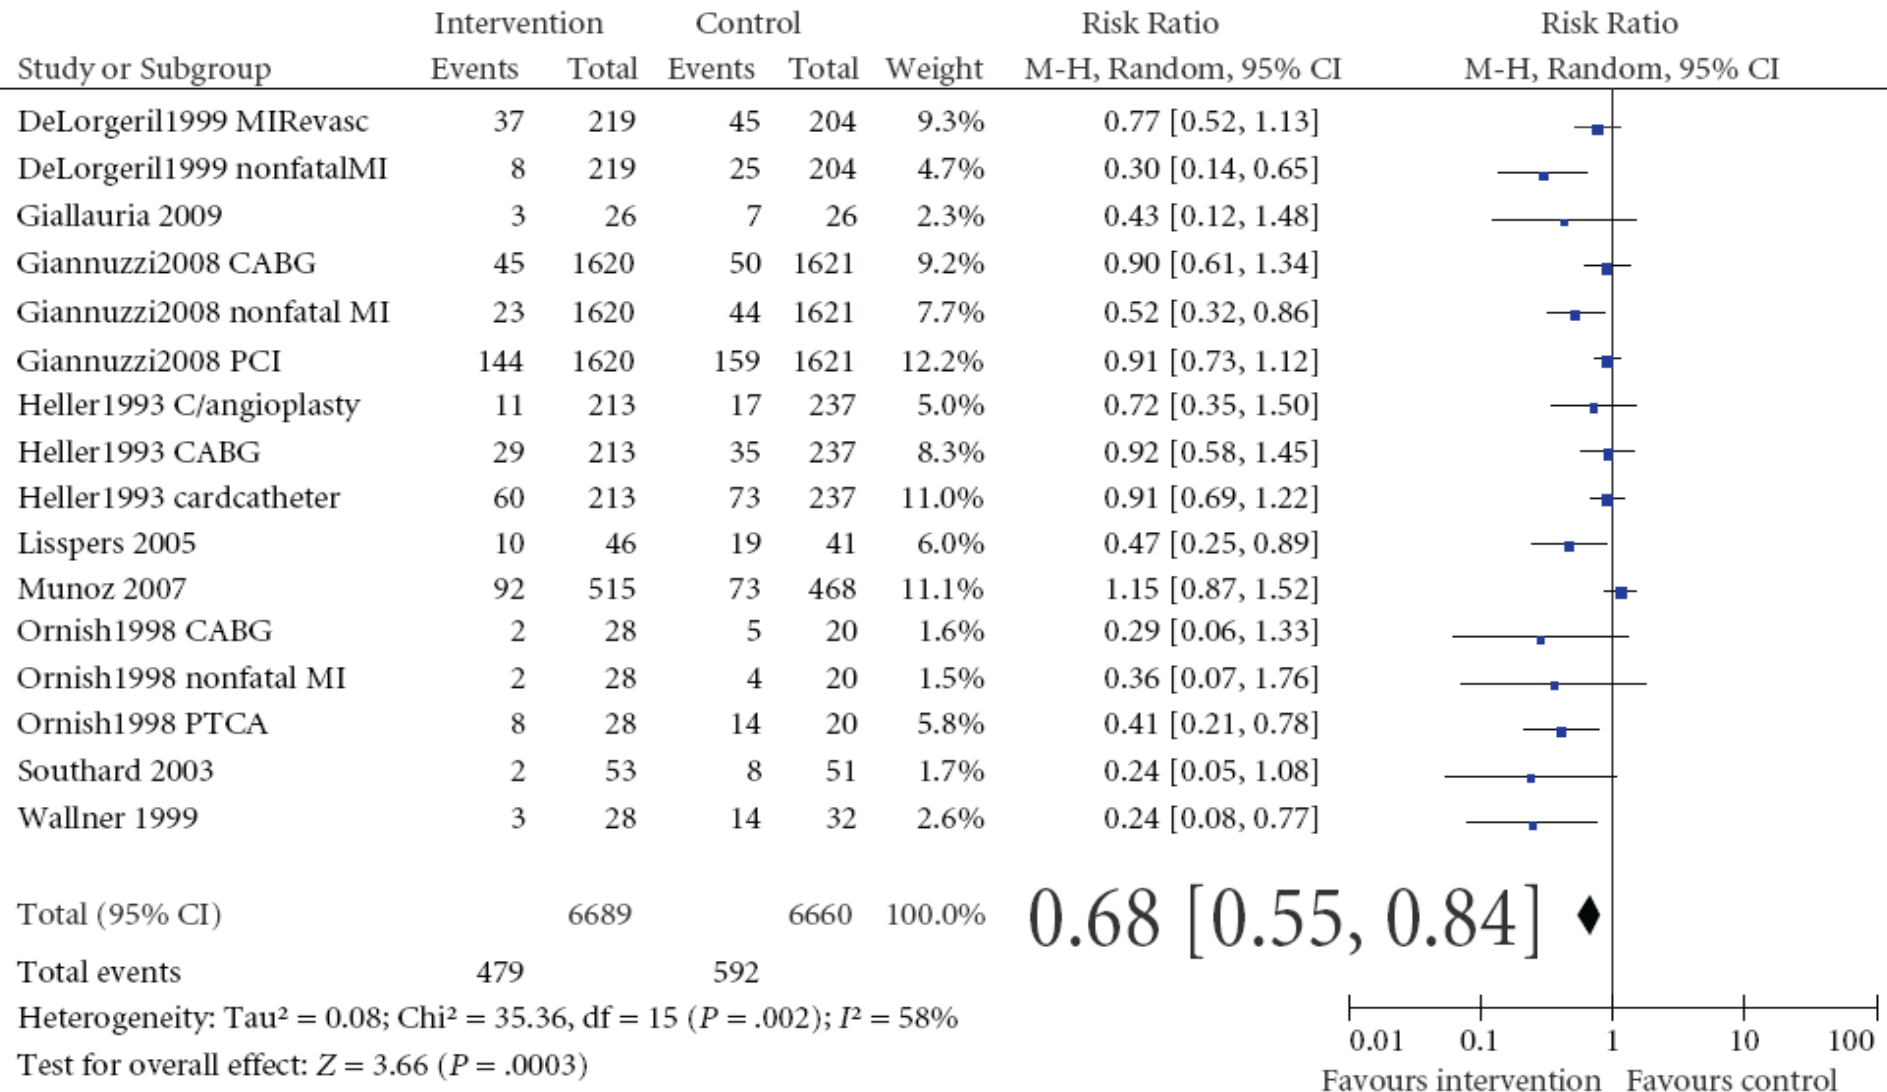 Intervention Control Risk Ratio Risk Ratio
Study or Subgroup Events Total Events Total Weight M-H, Random, 95% CI M-H, Random, 95% CI
DeLorgeril1999 MIRevasc 37 219 45 204 9.3% 0.77 [0.52, 1.13]
DeLorgeril1999 nonfatalMI 8 219 25 204 4.7% 0.30 [0.14, 0.65]
Giallauria 2009 3 26 7 26 2.3% 0.43 [0.12, 1.48]
Giannuzzi2008 CABG 45 1620 50 1621 9.2% 0.90 [0.61, 1.34]
Giannuzzi2008 nonfatal MI 23 1620 44 1621 7.7% 0.52 [0.32, 0.86]
Giannuzzi2008 PCI 144 1620 159 1621 12.2% 0.91 [0.73, 1.12]
Heller1993 C/angioplasty 11 213 17 237 5.0% 0.72 [0.35, 1.50]
Heller1993 CABG 29 213 35 237 8.3% 0.92 [0.58, 1.45]
Heller1993 cardcatheter 60 213 73 237 11.0% 0.91 [0.69, 1.22]
Lisspers 2005 10 46 19 41 6.0% 0.47 [0.25, 0.89]
Munoz 2007 92 515 73 468 11.1% 1.15 [0.87, 1.52]
Ornish1998 CABG 2 28 5 20 1.6% 0.29 [0.06, 1.33]
Ornish1998 nonfatal MI 2 28 4 20 1.5% 0.36 [0.07, 1.76]
Ornish1998 PTCA 8 28 14 20 5.8% 0.41 [0.21, 0.78]
Southard 2003 2 53 8 51 1.7% 0.24 [0.05, 1.08]
Wallner 1999 3 28 14 32 2.6% 0.24 [0.08, 0.77]
Total (95% CI) 6689 6660 100.0% 0.68 [0.55, 0.84]
Total events 479 592
Heterogeneity: Tau² = 0.08; Chi² = 35.36, df = 15 (P = .002); I² = 58%
Test for overall effect: Z = 3.66 (P = .0003)
0.01 0.1 1 10 100
Favours intervention Favours control